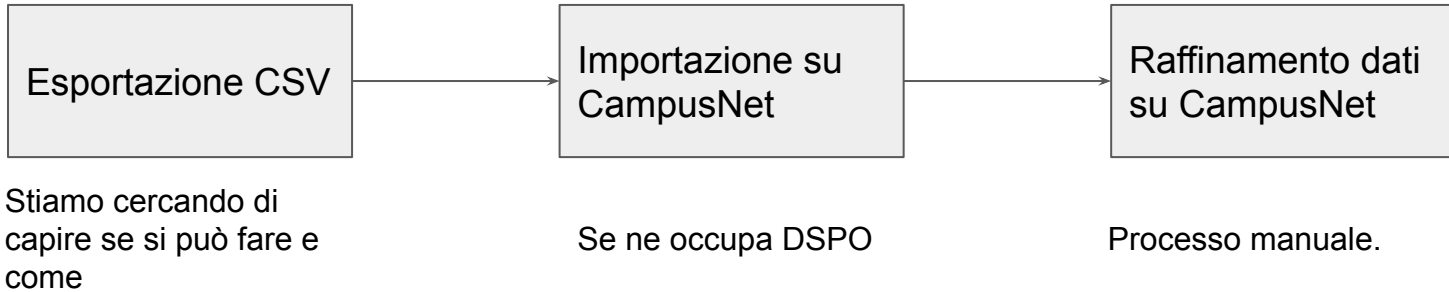 Esportazione CSV
Importazione su
CampusNet
Raffinamento dati
su CampusNet
Stiamo cercando di
capire se si può fare e
come
Se ne occupa DSPO
Processo manuale.